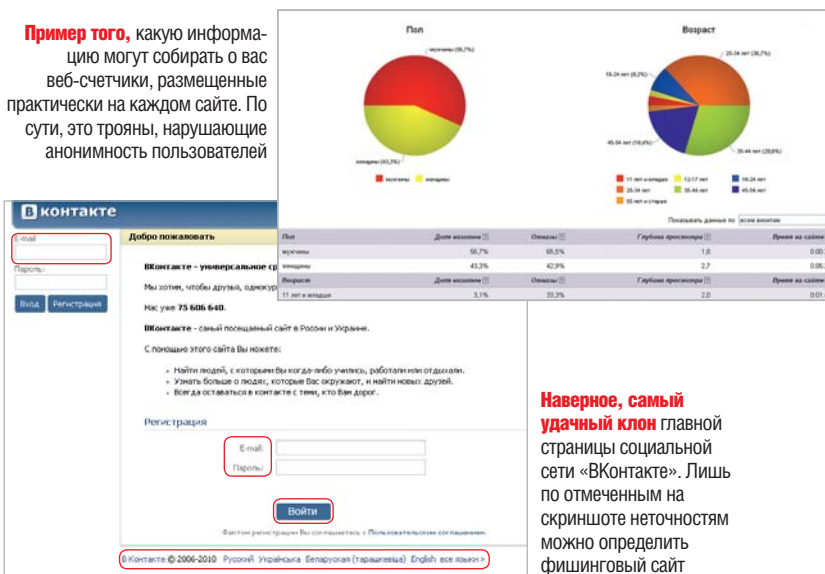 Пример того, какую информа-
цию могут собирать о вас
веб-счетчики, размещенные
практически на каждом сайте. По
сути, это трояны, нарушающие
анонимность пользователей
Пол
мужчины (56,7%)
женщины (43,3%)
мужчины женщины
Возраст
25-34 лет (36,7%)
18-24 лет (8,2%)
45-54 лет (18,4%)
35-44 лет (28,6%)
11 лет и младше 12-17 лет 18-24 лет
25-34 лет 35-44 лет 45-54 лет
55 лет и старше
Показывать данные по всем визитам
Пол Доля визитов Отказы Глубина просмотра Время на сайте
мужчины 56,7% 65,5% 1,8 0:00:
женщины 43,3% 42,9% 2,7 0:05:
Возраст Доля визитов Отказы Глубина просмотра Время на сайте
11 лет и младше 3,1% 33,3% 2,0 0:01:
В контакте
E-mail
Пароль:
Вход Регистрация
Добро пожаловать
ВКонтакте - универсальное ср
Мы хотим, чтобы друзья, однокур
Нас уже 75 606 640.
ВКонтакте - самый посещаемый сайт в России и Украине.
С помощью этого сайта Вы можете:
Найти людей, с которыми Вы когда-либо учились, работали или отдыхали.
Узнать больше о людях, которые Вас окружают, и найти новых друзей.
Всегда оставаться в контакте с теми, кто Вам дорог.
Регистрация
E-mail:
Пароль:
Войти
Фактом регистрации Вы соглашаетесь с Пользовательским соглашением.
В Контакте © 2006-2010 Русский Українська Беларуская (тарашкевіца) English все языки »
Наверное, самый
удачный клон главной
страницы социальной
сети «ВКонтакте». Лишь
по отмеченным на
скриншоте неточностям
можно определить
фишинговый сайт